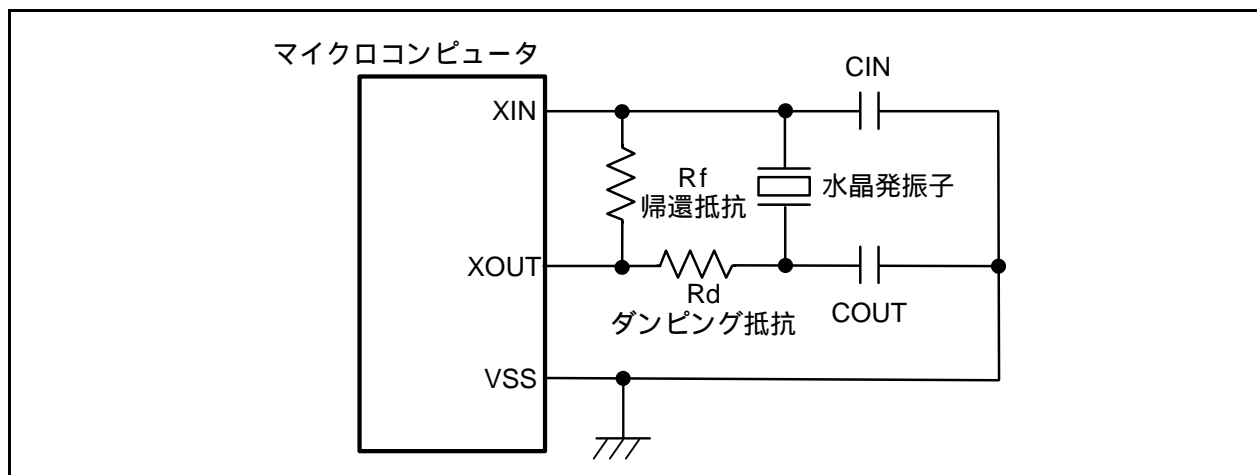 マイクロコンピュータ
CIN
XIN
Rf
帰還抵抗
水晶発振子
XOUT
Rd
ダンピング抵抗
COUT
VSS